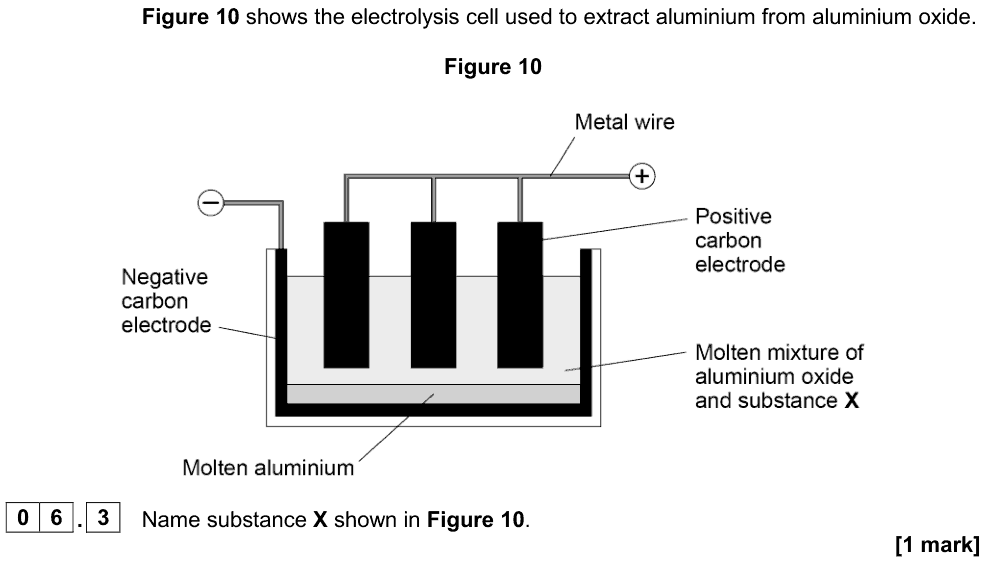 Figure 10 shows the electrolysis cell used to extract aluminium from aluminium oxide.
Figure 10
Metal wire
+
−
Positive
carbon
electrode
Negative
carbon
electrode
Molten mixture of
aluminium oxide
and substance X
Molten aluminium
0 6 . 3 Name substance X shown in Figure 10.
[1 mark]